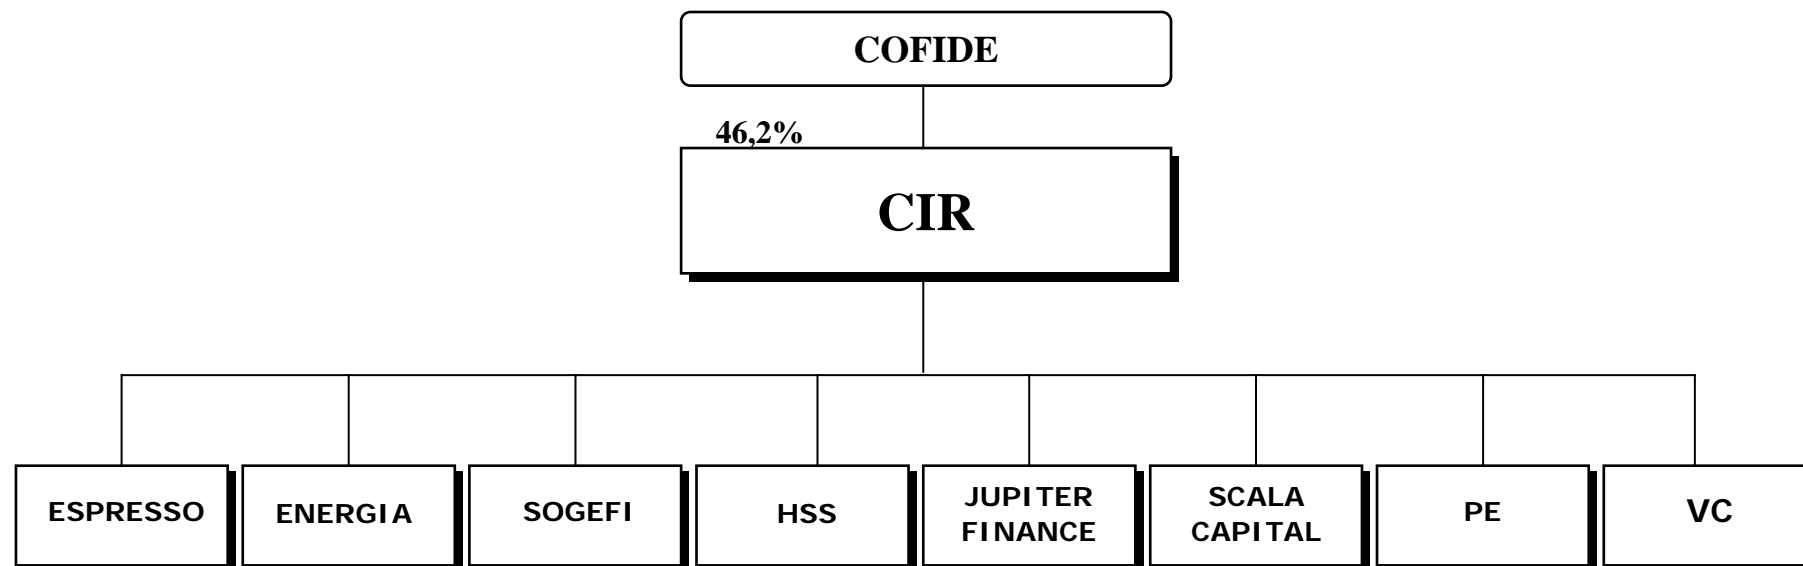 COFIDE
46,2%
CIR
ESPRESSO
ENERGIA
SOGEFI
HSS
JUPITER
FINANCE
SCALA
CAPITAL
PE
VC